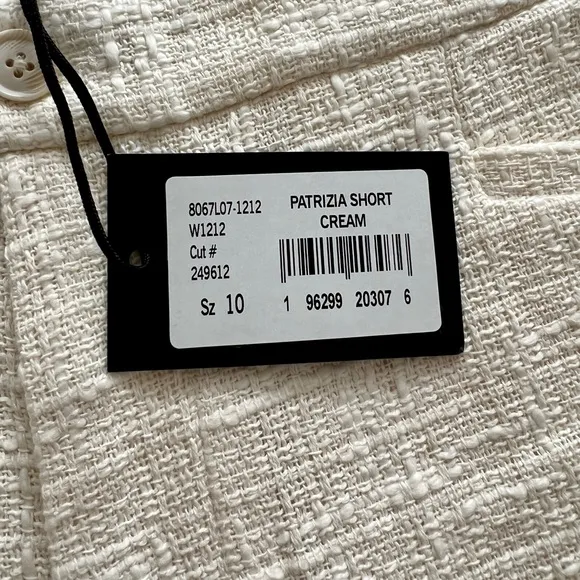 8067L07-1212
W1212
Cut #
249612
Sz 10
PATRIZIA SHORT
CREAM
1 96299 20307 6